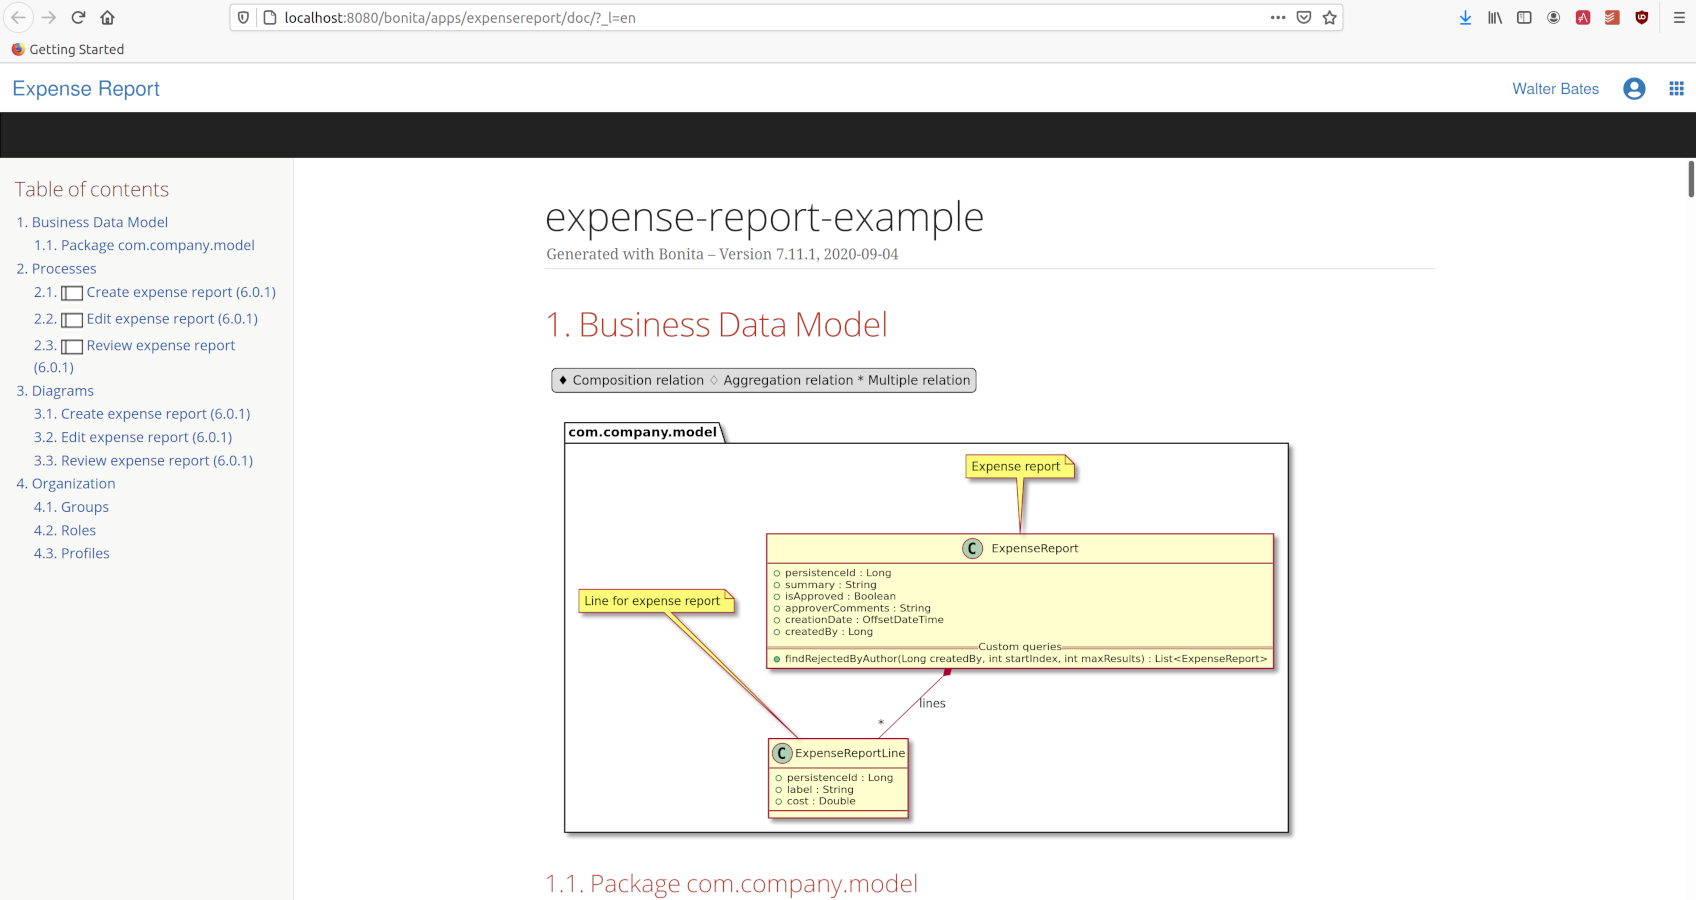 localhost:8080/bonita/apps/expensereport/doc/?_l=en
Getting Started
Expense Report
Walter Bates
Table of contents
1. Business Data Model
1.1. Package com.company.model
2. Processes
2.1. Create expense report (6.0.1)
2.2. Edit expense report (6.0.1)
2.3. Review expense report
(6.0.1)
3. Diagrams
3.1. Create expense report (6.0.1)
3.2. Edit expense report (6.0.1)
3.3. Review expense report (6.0.1)
4. Organization
4.1. Groups
4.2. Roles
4.3. Profiles
expense-report-example
Generated with Bonita – Version 7.11.1, 2020-09-04
1. Business Data Model
♦ Composition relation ♢ Aggregation relation * Multiple relation
com.company.model
Expense report
C ExpenseReport
persistenceId : Long
summary : String
isApproved : Boolean
approverComments : String
creationDate : OffsetDateTime
createdBy : Long
Custom queries
findRejectedByAuthor(Long createdBy, int startIndex, int maxResults) : List<ExpenseReport>
Line for expense report
lines
*
C ExpenseReportLine
persistenceId : Long
label : String
cost : Double
1.1. Package com.company.model